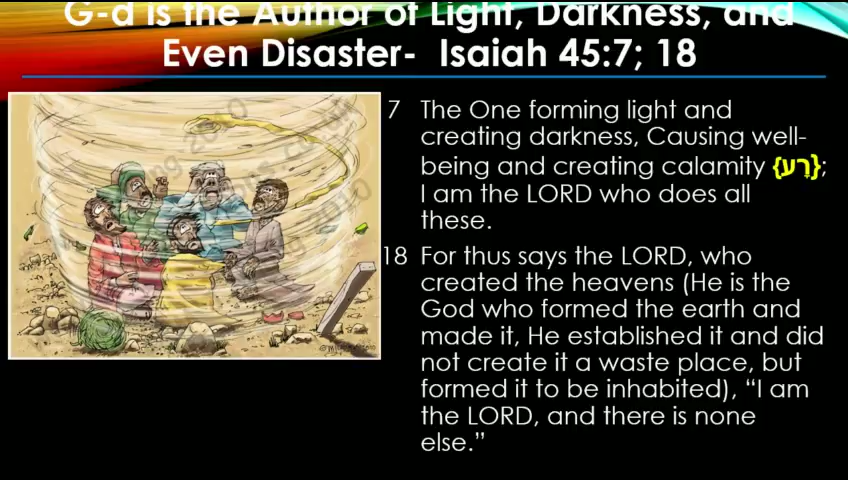 G-d is the Author of Light, Darkness, and
Even Disaster- Isaiah 45:7; 18
7 The One forming light and
creating darkness, Causing well-
being and creating calamity {רָע};
I am the LORD who does all
these.
18 For thus says the LORD, who
created the heavens (He is the
God who formed the earth and
made it, He established it and did
not create it a waste place, but
formed it to be inhabited), “I am
the LORD, and there is none
else.”